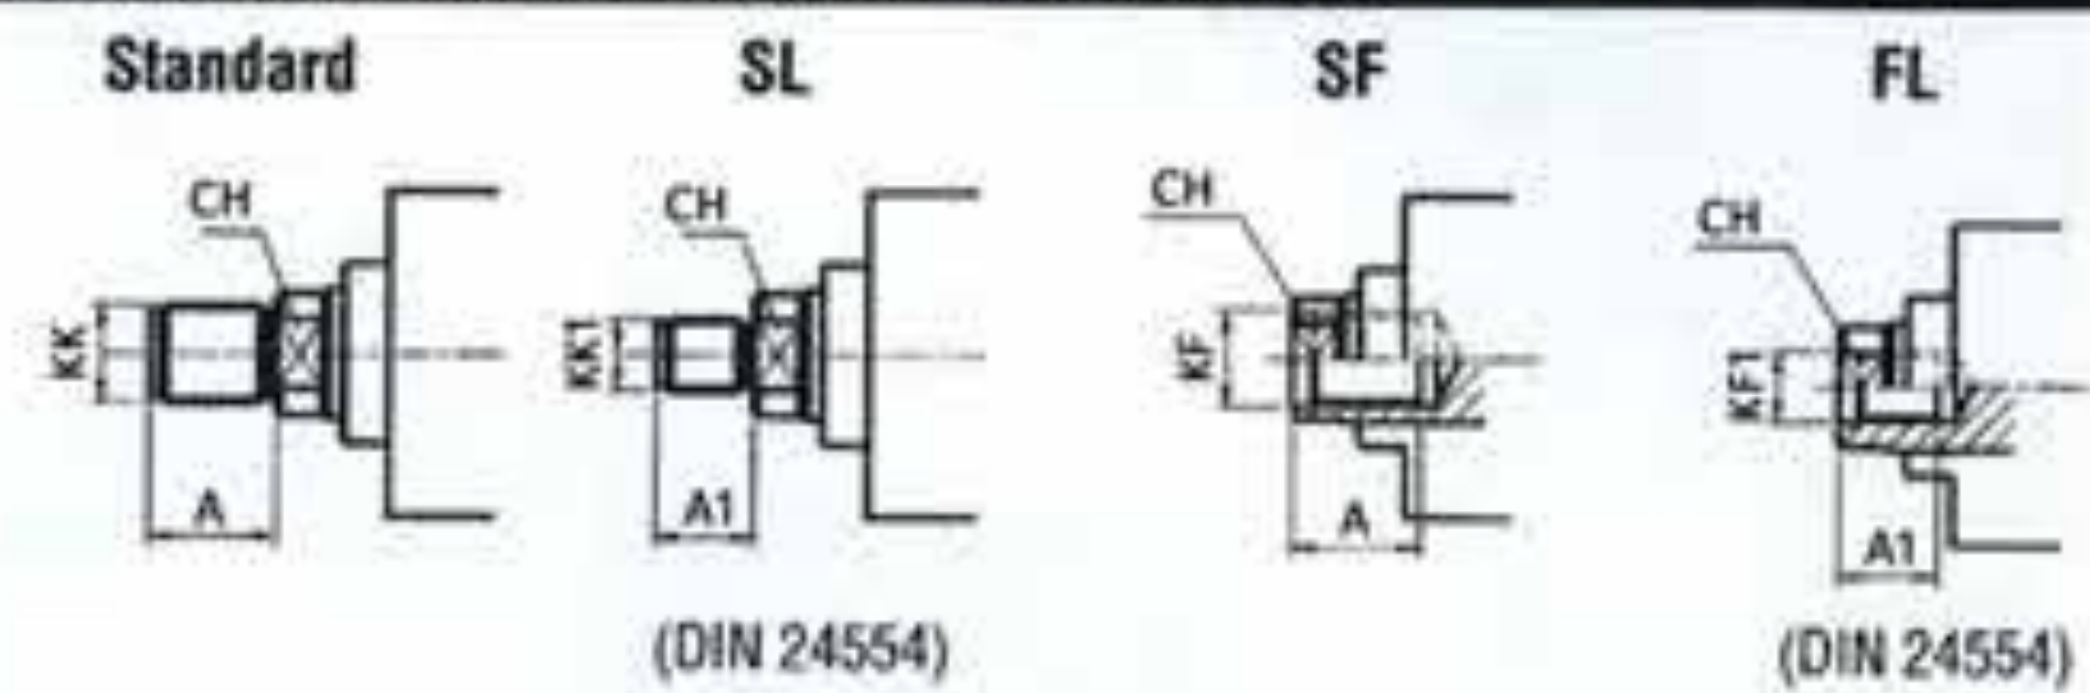 Standard SL SF FL
CH CH CH CH
KK KK1 KF KF1
A A1 A A1
(DIN 24554) (DIN 24554)